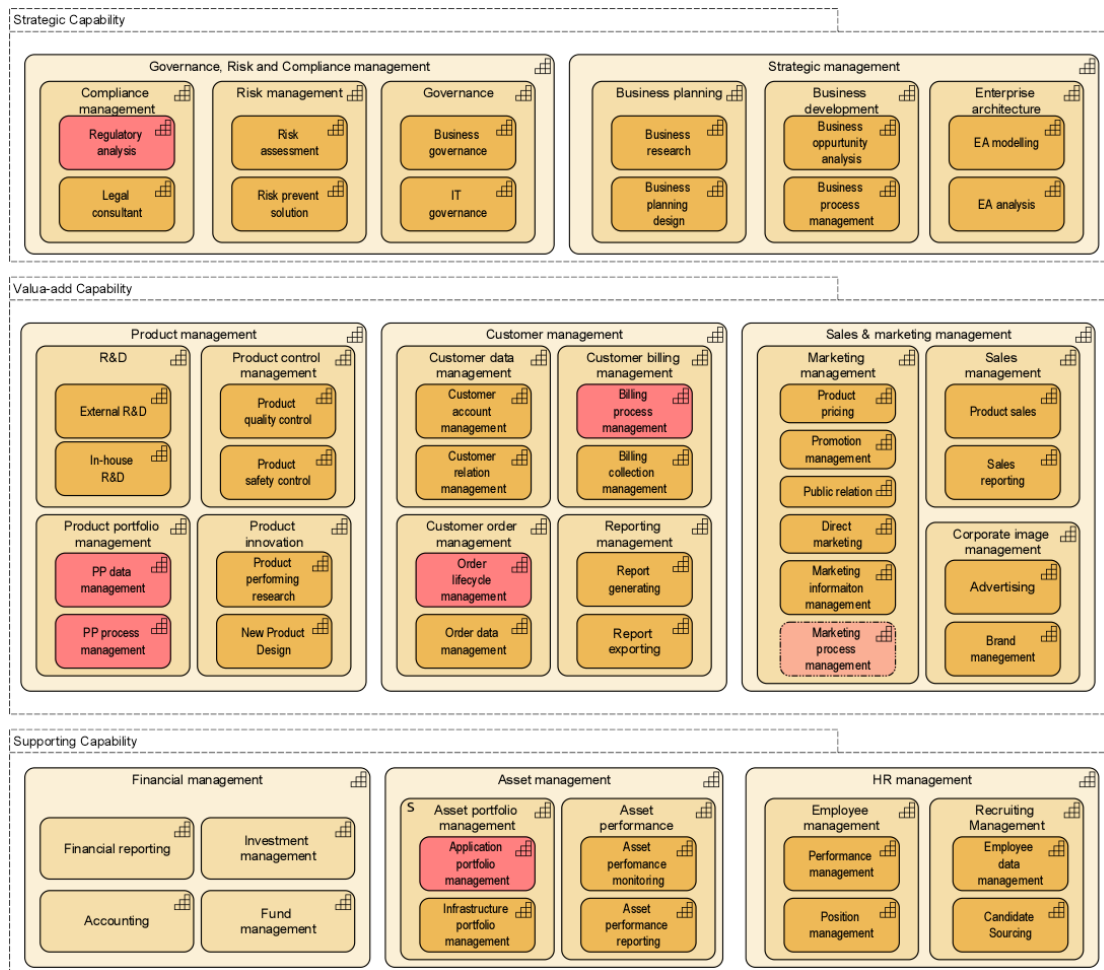 Strategic Capability
Governance, Risk and Compliance management
Compliance
management
Regulatory
analysis
Legal
consultant
Risk management
Risk
assessment
Risk prevent
solution
Governance
Business
governance
IT
governance
Strategic management
Business planning
Business
research
Business
planning
design
Business
development
Business
opportunity
analysis
Business
process
management
Enterprise
architecture
EA modelling
EA analysis
Valua-add Capability
Product management
R&D
External R&D
In-house
R&D
Product control
management
Product
quality control
Product
safety control
Product portfolio
management
PP data
management
PP process
management
Product
innovation
Product
performing
research
New Product
Design
Customer management
Customer data
management
Customer
account
management
Customer
relation
management
Customer billing
management
Billing
process
management
Billing
collection
management
Customer order
management
Order
lifecycle
management
Order data
management
Reporting
management
Report
generating
Report
exporting
Sales & marketing management
Marketing
management
Product
pricing
Promotion
management
Public relation
Direct
marketing
Marketing
informaiton
management
Marketing
process
management
Sales
management
Product sales
Sales
reporting
Corporate image
management
Advertising
Brand
management
Supporting Capability
Financial management
Financial reporting
Investment
management
Accounting
Fund
management
Asset management
S
Asset portfolio
management
Application
portfolio
management
Infrastructure
portfolio
management
Asset
performance
Asset
perfomance
monitoring
Asset
performance
reporting
HR management
Employee
management
Performance
management
Position
management
Recruiting
Management
Employee
data
management
Candidate
Sourcing